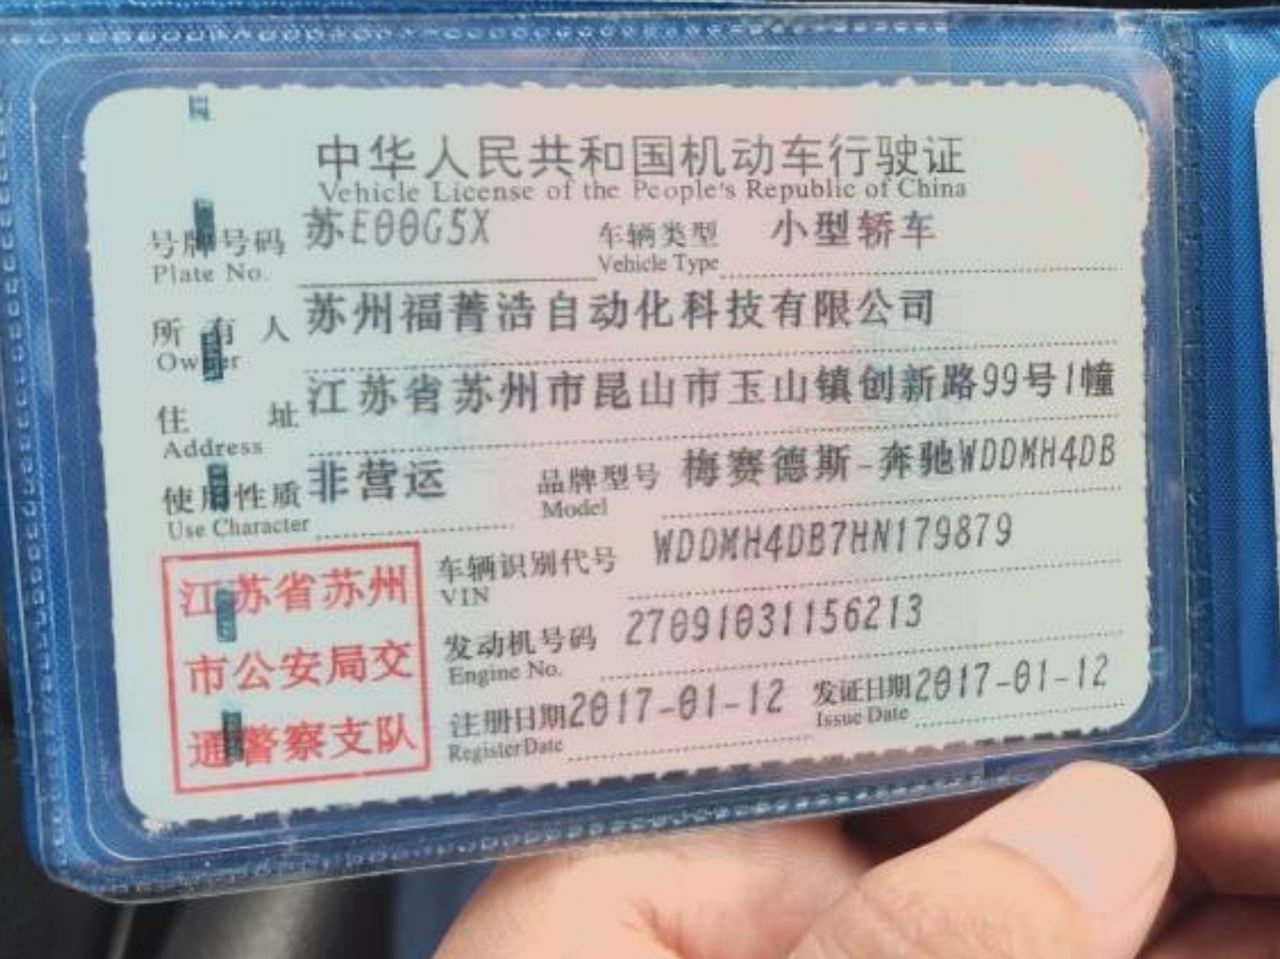 中华人民共和国机动车行驶证
Vehicle License of the People's Republic of China
号牌号码 苏E00G5X 车辆类型 小型轿车
Plate No. Vehicle Type
所有人 苏州福菁浩自动化科技有限公司
Owner
住址 江苏省苏州市昆山市玉山镇创新路99号1幢
Address
使用性质 非营运 品牌型号 梅赛德斯-奔驰WDDMH4DB
Use Character Model
车辆识别代号 WDDMH4DB7HN179879
VIN
发动机号码 27091031156213
Engine No.
注册日期 2017-01-12 发证日期 2017-01-12
Register Date Issue Date
江苏省苏州
市公安局交
通警察支队